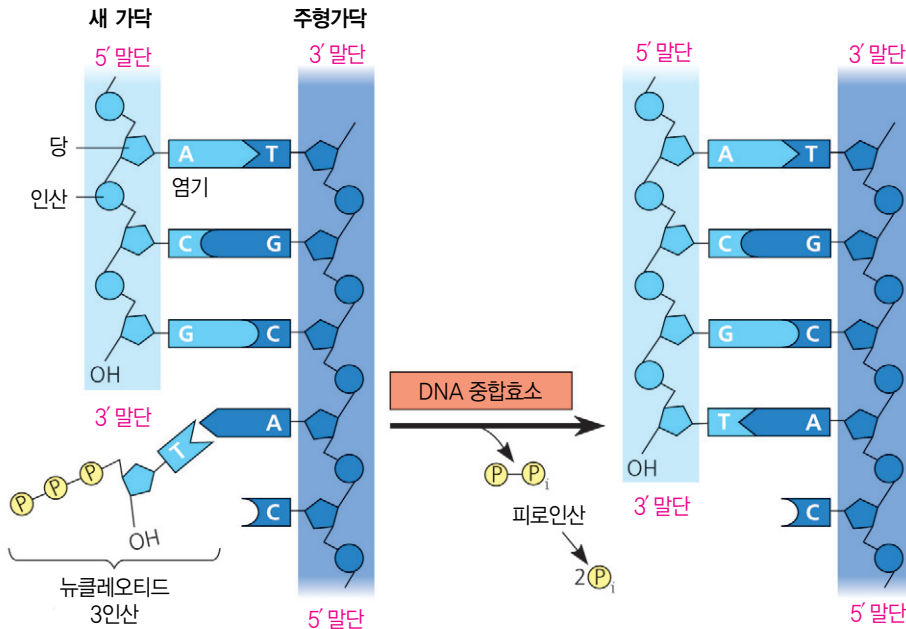 새 가닥
주형가닥
5′ 말단
3′ 말단
당
A T
염기
인산
C G
G C
OH
3′ 말단
A
T
P P P
OH
C
뉴클레오티드
3인산
5′ 말단
DNA 중합효소
P P i
피로인산
2 P i
5′ 말단
3′ 말단
A T
C G
G C
T A
OH
3′ 말단
C
5′ 말단